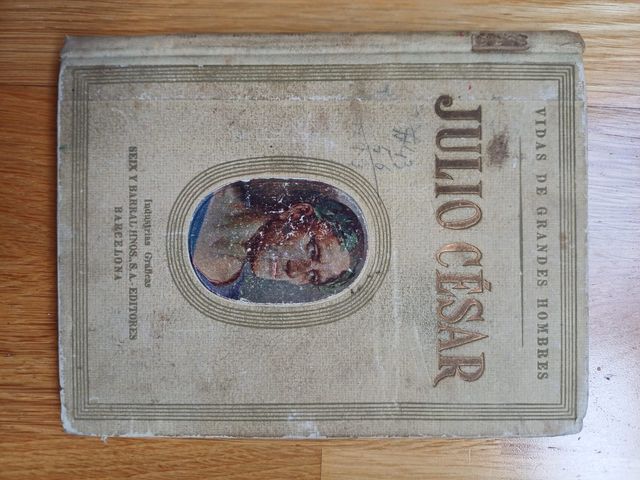 VIDAS DE GRANDES HOMBRES
JULIO CÉSAR
Industrias Gráficas
SEIX Y BARRAL HNOS., S.A. - EDITORES
BARCELONA